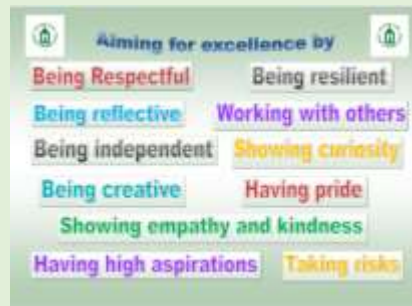 Aiming for excellence by
Being Respectful Being resilient
Being reflective Working with others
Being independent Showing curiosity
Being creative Having pride
Showing empathy and kindness
Having high aspirations Taking risks